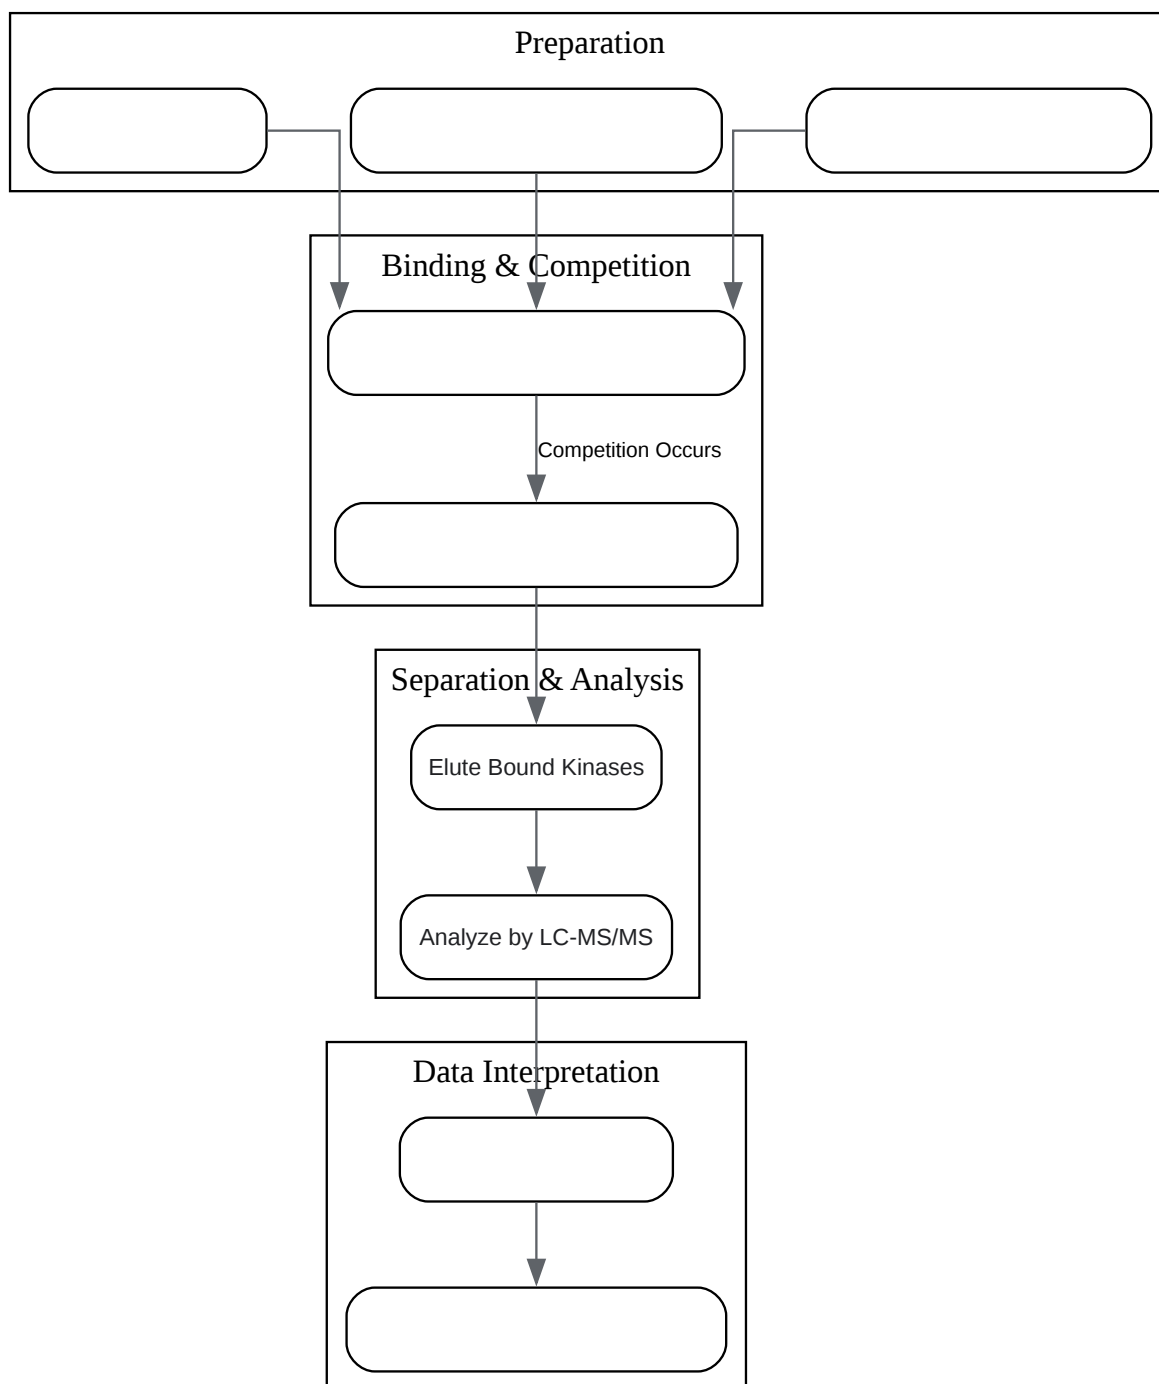 Preparation
Binding & Competition
Competition Occurs
Separation & Analysis
Elute Bound Kinases
Analyze by LC-MS/MS
Data Interpretation